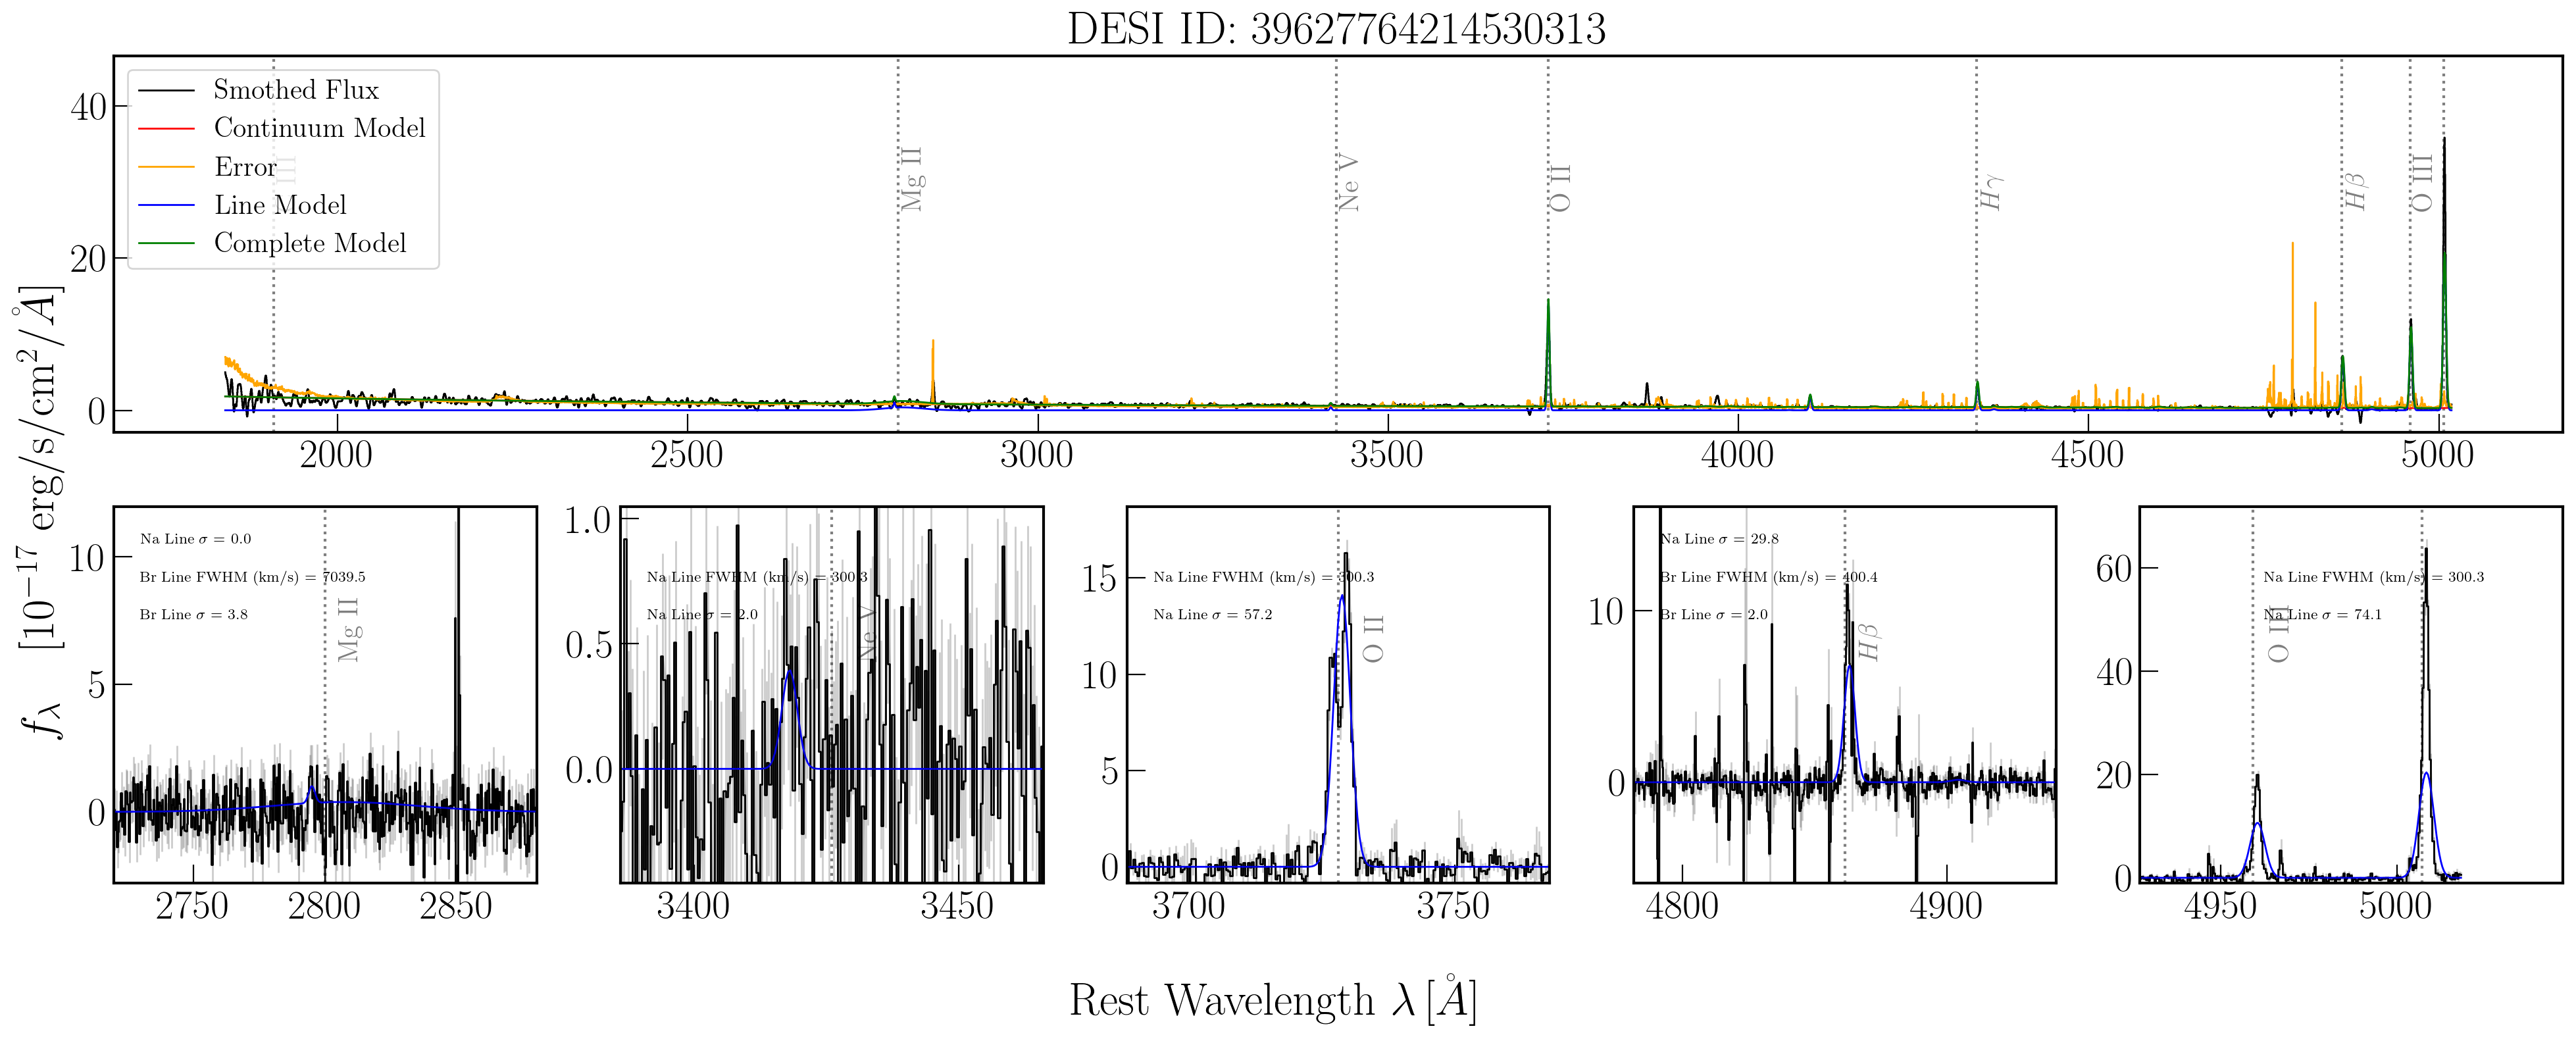 DESI ID: 39627764214530313
Smothed Flux
Continuum Model
Error
Line Model
Complete Model
III
Mg II
Ne V
O II
Hγ
Hβ
O III
40
20
0
2000 2500 3000 3500 4000 4500 5000
f_λ [10^{-17} erg/s/cm^2/Å]
Na Line σ = 0.0
Br Line FWHM (km/s) = 7039.5
Br Line σ = 3.8
Mg II
10
5
0
2750 2800 2850
Na Line FWHM (km/s) = 300.3
Na Line σ = 2.0
Ne V
1.0
0.5
0.0
3400 3450
Na Line FWHM (km/s) = 300.3
Na Line σ = 57.2
O II
15
10
5
0
3700 3750
Na Line σ = 29.8
Br Line FWHM (km/s) = 400.4
Br Line σ = 2.0
Hβ
10
0
4800 4900
Na Line FWHM (km/s) = 300.3
Na Line σ = 74.1
O III
60
40
20
0
4950 5000
Rest Wavelength λ [Å]